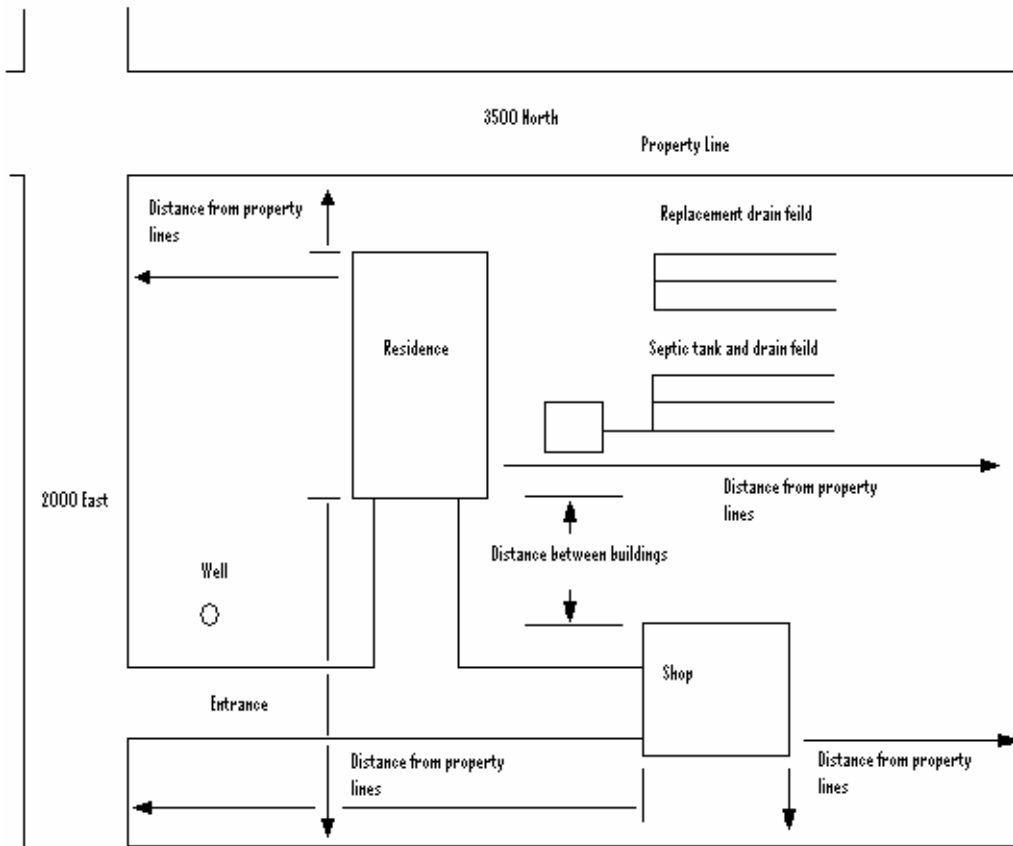 3500 North
Property Line
Distance from property
lines
Replacement drain feild
Residence
Septic tank and drain feild
2000 East
Distance from property
lines
Distance between buildings
Well
Shop
Entrance
Distance from property
lines
Distance from property
lines